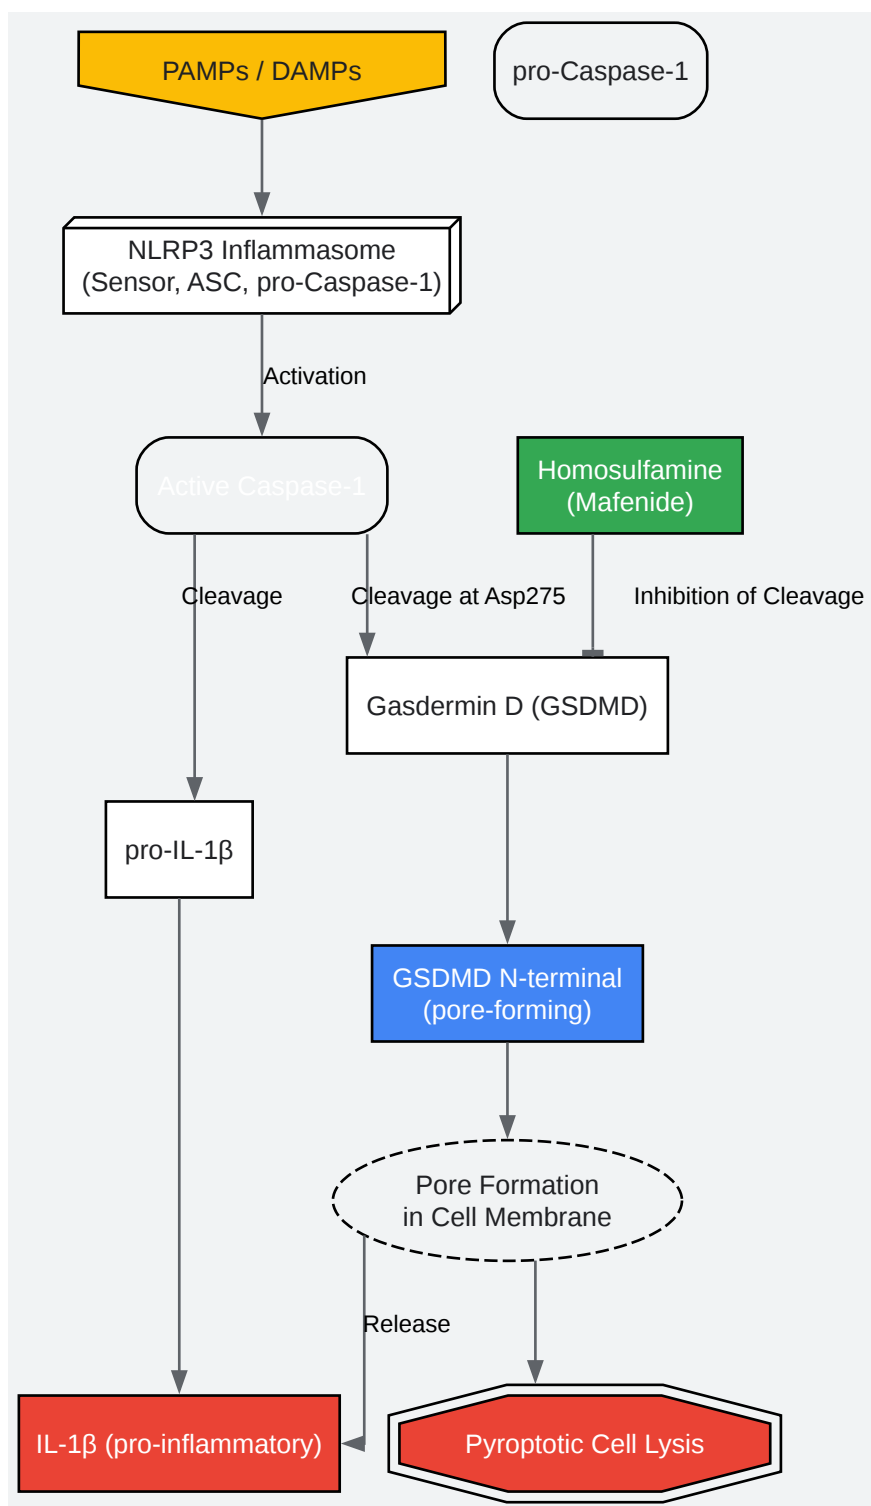 PAMPs / DAMPs
pro-Caspase-1
NLRP3 Inflammasome
(Sensor, ASC, pro-Caspase-1)
Activation
Active Caspase-1
Homosulfamine
(Mafenide)
Cleavage
Cleavage at Asp275
Inhibition of Cleavage
Gasdermin D (GSDMD)
pro-IL-1β
GSDMD N-terminal
(pore-forming)
Pore Formation
in Cell Membrane
Release
IL-1β (pro-inflammatory)
Pyroptotic Cell Lysis